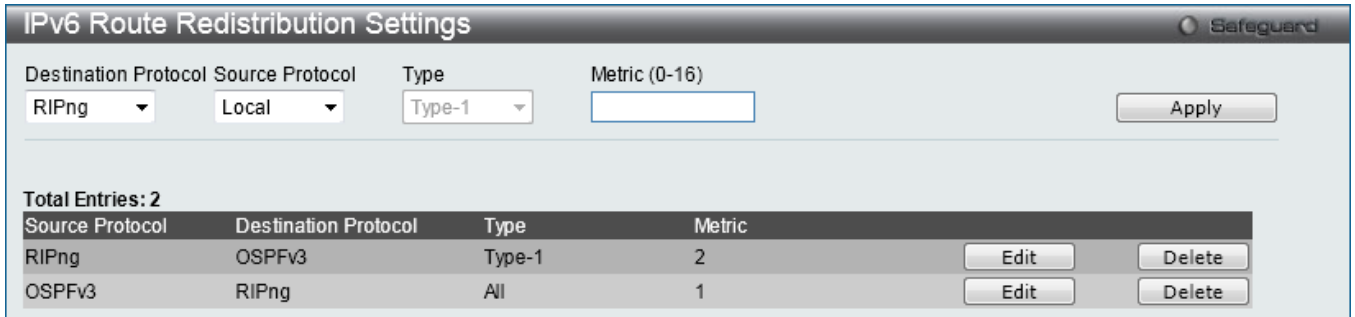 IPv6 Route Redistribution Settings Safeguard
Destination Protocol Source Protocol Type Metric (0-16)
RIPng Local Type-1 Apply
Total Entries: 2
Source Protocol Destination Protocol Type Metric
RIPng OSPFv3 Type-1 2 Edit Delete
OSPFv3 RIPng All 1 Edit Delete